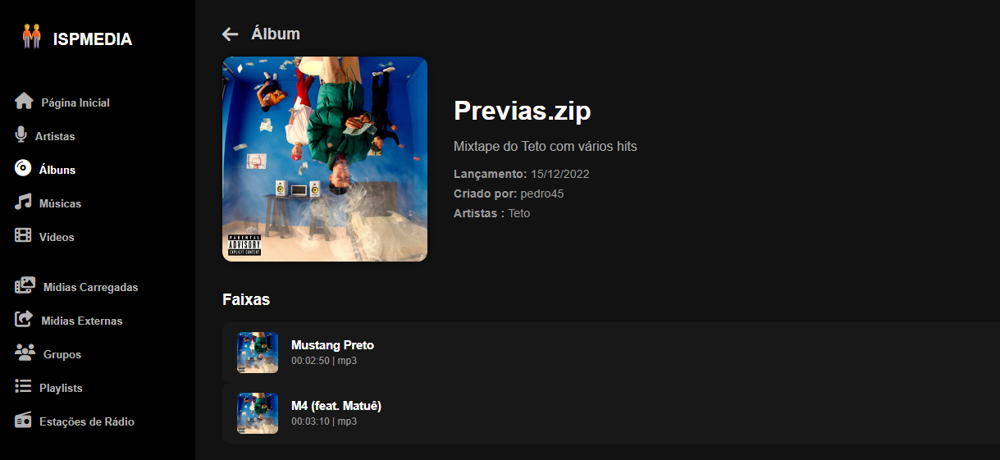 ISPMEDIA
Página Inicial
Artistas
Álbuns
Músicas
Vídeos
Mídias Carregadas
Mídias Externas
Grupos
Playlists
Estações de Rádio
Álbum
PARENTAL
ADVISORY
EXPLICIT CONTENT
Previas.zip
Mixtape do Teto com vários hits
Lançamento: 15/12/2022
Criado por: pedro45
Artistas : Teto
Faixas
Mustang Preto
00:02:50 | mp3
M4 (feat. Matuê)
00:03:10 | mp3